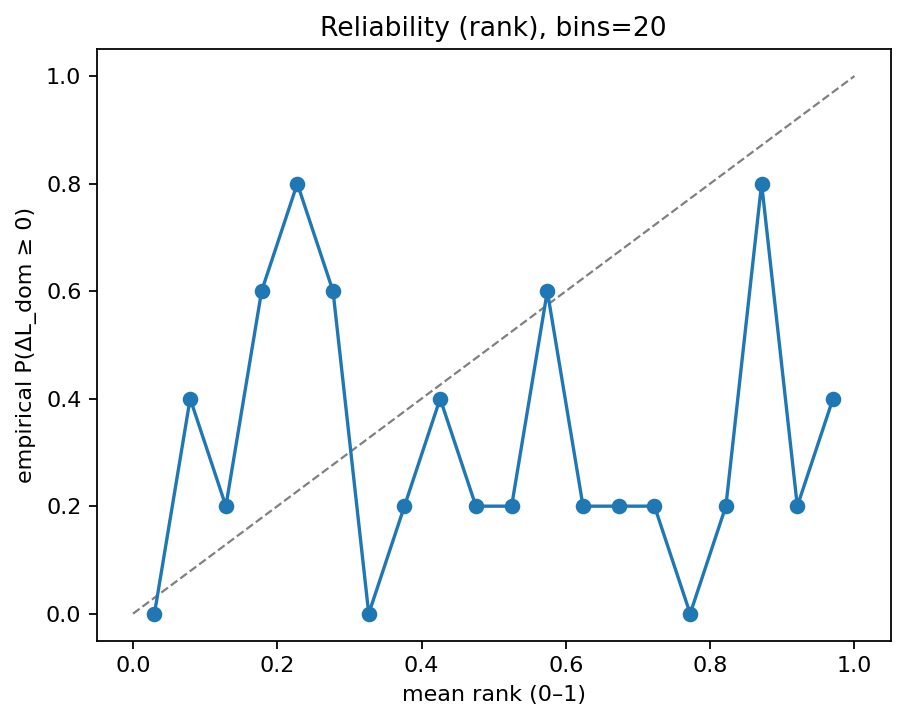 Reliability (rank), bins=20
empirical P(ΔL_dom ≥ 0)
1.0
0.8
0.6
0.4
0.2
0.0
0.0 0.2 0.4 0.6 0.8 1.0
mean rank (0–1)